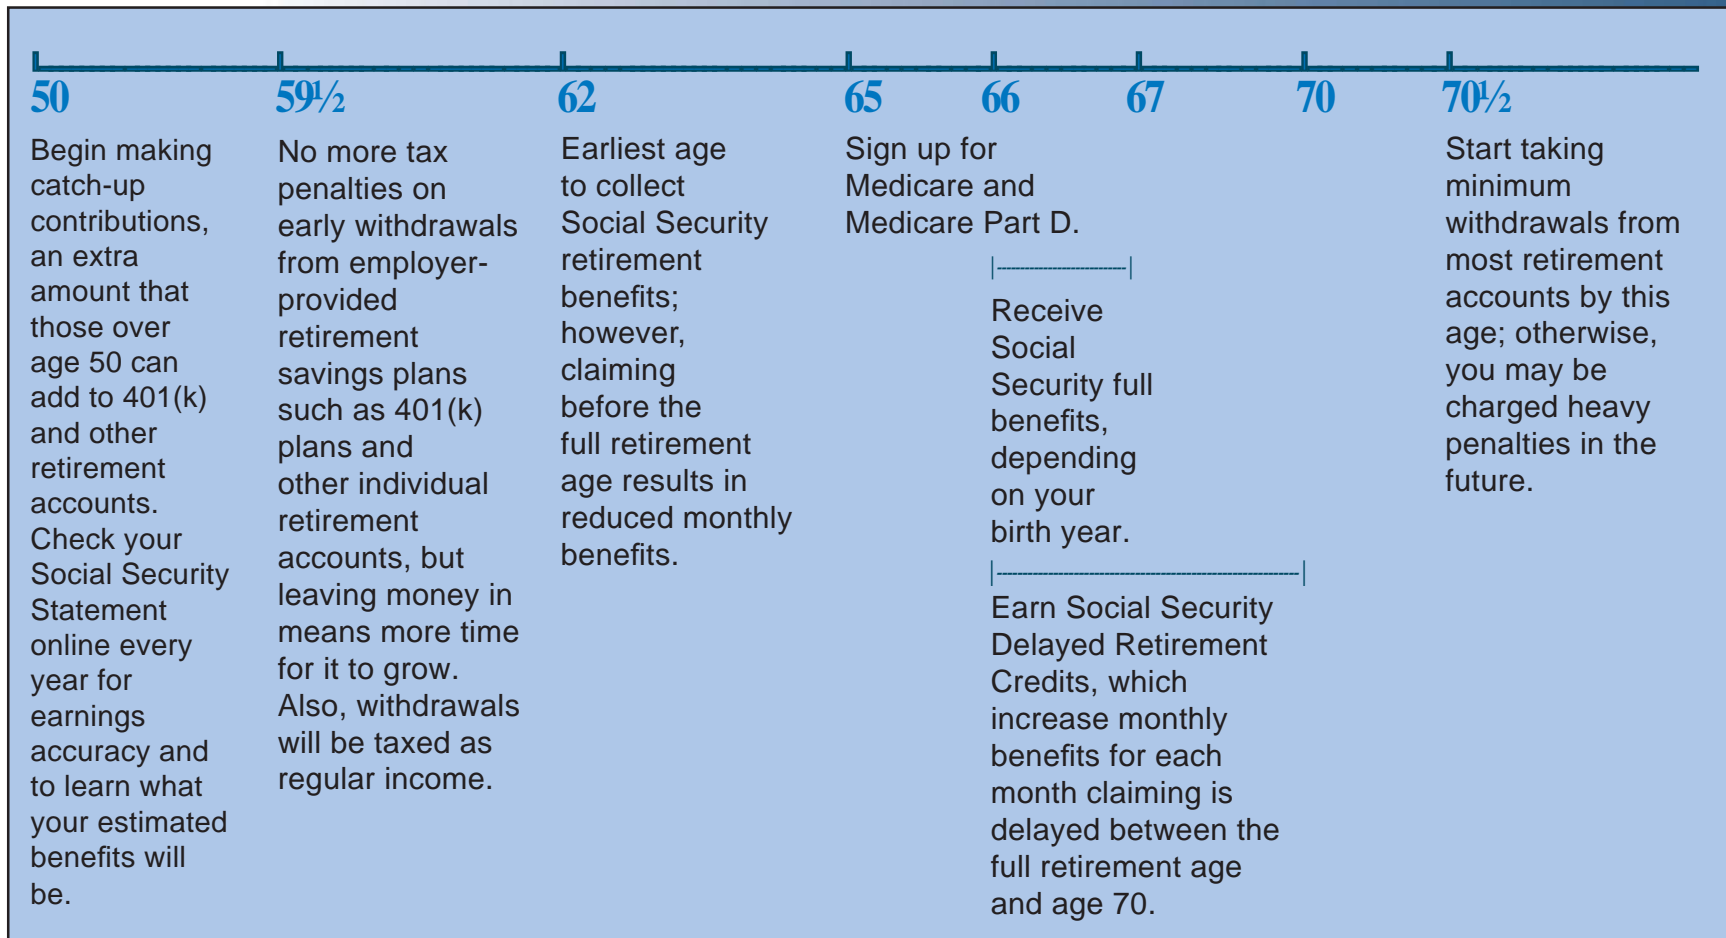 50
59½
62
65
66
67
70
70½
Begin making
catch-up
contributions,
an extra
amount that
those over
age 50 can
add to 401(k)
and other
retirement
accounts.
Check your
Social Security
Statement
online every
year for
earnings
accuracy and
to learn what
your estimated
benefits will
be.
No more tax
penalties on
early withdrawals
from employer-
provided
retirement
savings plans
such as 401(k)
plans and
other individual
retirement
accounts, but
leaving money in
means more time
for it to grow.
Also, withdrawals
will be taxed as
regular income.
Earliest age
to collect
Social Security
retirement
benefits;
however,
claiming
before the
full retirement
age results in
reduced monthly
benefits.
Sign up for
Medicare and
Medicare Part D.
Receive
Social
Security full
benefits,
depending
on your
birth year.
Earn Social Security
Delayed Retirement
Credits, which
increase monthly
benefits for each
month claiming is
delayed between the
full retirement age
and age 70.
Start taking
minimum
withdrawals from
most retirement
accounts by this
age; otherwise,
you may be
charged heavy
penalties in the
future.